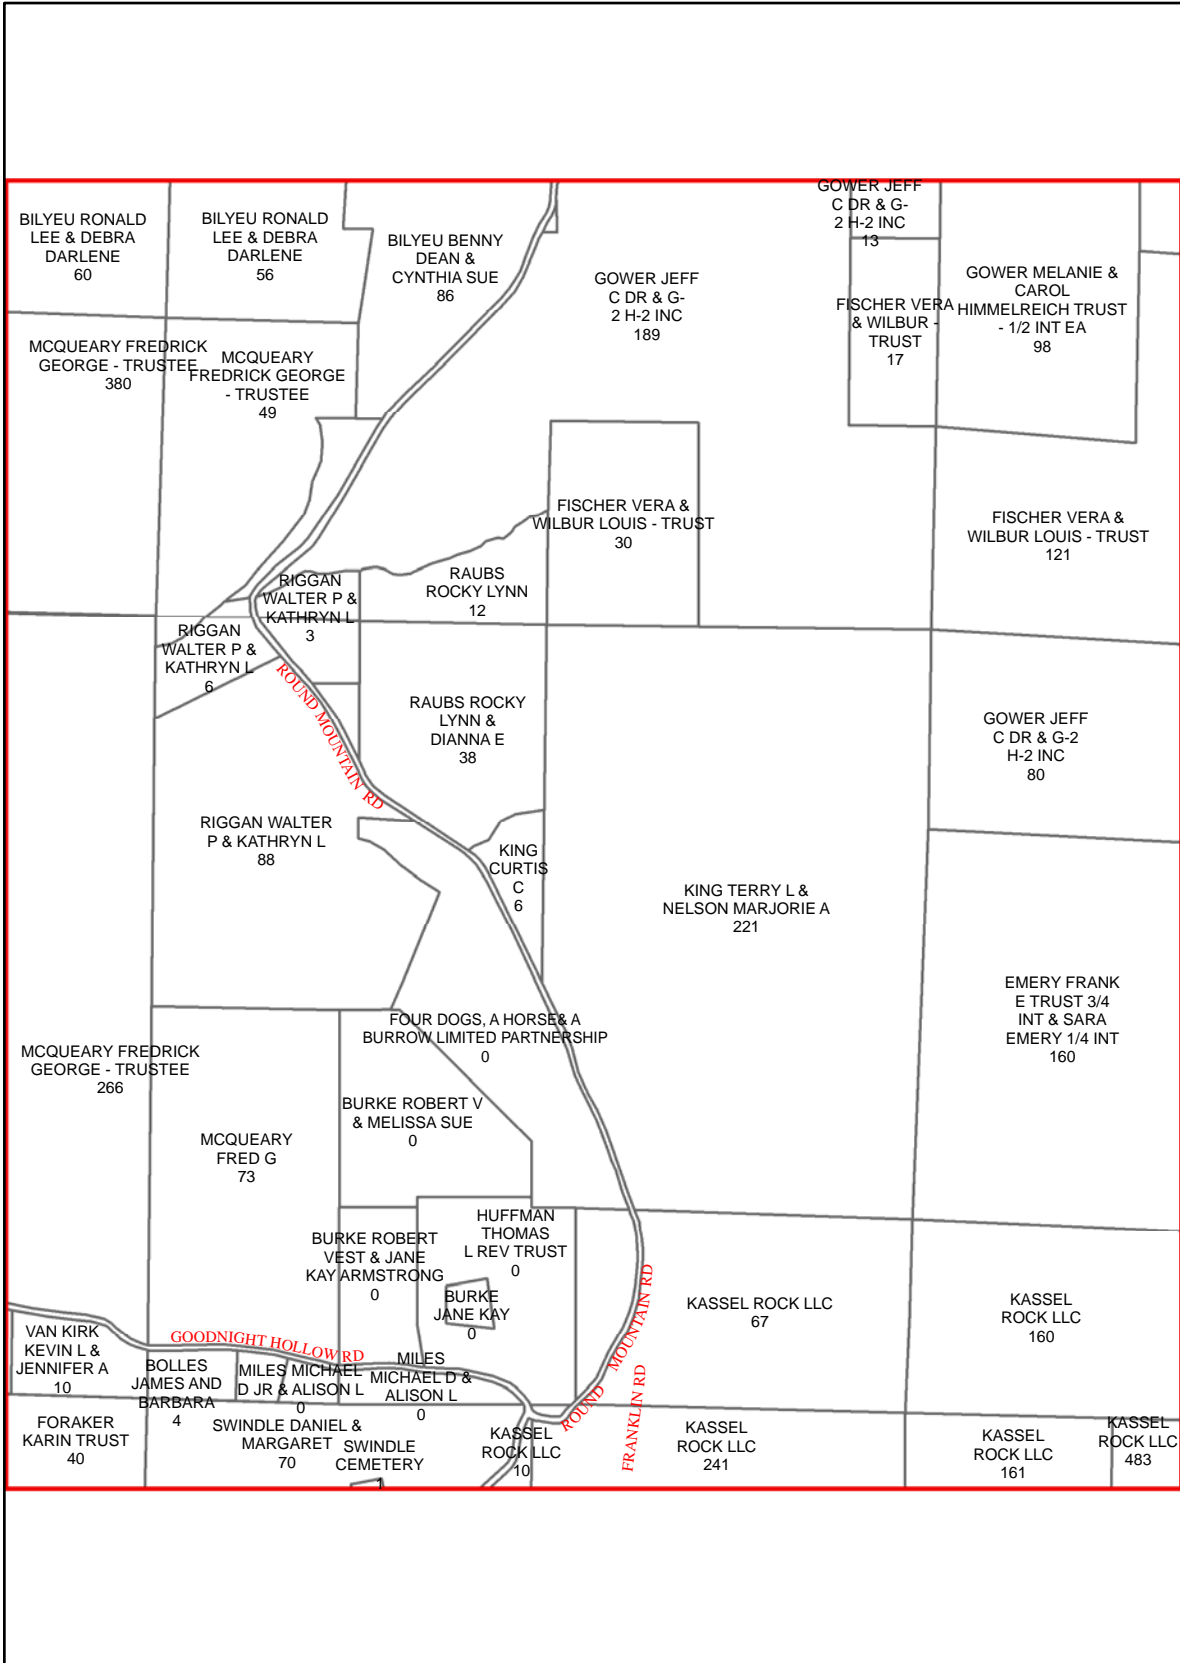 BILYEU RONALD
LEE & DEBRA
DARLENE
60
BILYEU RONALD
LEE & DEBRA
DARLENE
56
BILYEU BENNY
DEAN &
CYNTHIA SUE
86
GOWER JEFF
C DR & G-
2 H-2 INC
189
GOWER JEFF
C DR & G-
2 H-2 INC
13
FISCHER VERA
& WILBUR -
TRUST
17
GOWER MELANIE &
CAROL
HIMMELREICH TRUST
- 1/2 INT EA
98
MCQUEARY FREDRICK
GEORGE - TRUSTEE
380
MCQUEARY
FREDRICK GEORGE
- TRUSTEE
49
FISCHER VERA &
WILBUR LOUIS - TRUST
30
FISCHER VERA &
WILBUR LOUIS - TRUST
121
RIGGAN
WALTER P &
KATHRYN L
3
RAUBS
ROCKY LYNN
12
RIGGAN
WALTER P &
KATHRYN L
6
ROUND MOUNTAIN RD
RAUBS ROCKY
LYNN &
DIANNA E
38
GOWER JEFF
C DR & G-2
H-2 INC
80
RIGGAN WALTER
P & KATHRYN L
88
KING
CURTIS
C
6
KING TERRY L &
NELSON MARJORIE A
221
EMERY FRANK
E TRUST 3/4
INT & SARA
EMERY 1/4 INT
160
FOUR DOGS, A HORSE& A
BURROW LIMITED PARTNERSHIP
0
MCQUEARY FREDRICK
GEORGE - TRUSTEE
266
BURKE ROBERT V
& MELISSA SUE
0
MCQUEARY
FRED G
73
BURKE ROBERT
VEST & JANE
KAY ARMSTRONG
0
HUFFMAN
THOMAS
L REV TRUST
0
BURKE
JANE KAY
0
KASSEL ROCK LLC
67
KASSEL
ROCK LLC
160
ROUND MOUNTAIN RD
FRANKLIN RD
GOODNIGHT HOLLOW RD
VAN KIRK
KEVIN L &
JENNIFER A
10
BOLLES
JAMES AND
BARBARA
4
MILES MICHAEL
D JR & ALISON L
0
MILES
MICHAEL D &
ALISON L
0
FORAKER
KARIN TRUST
40
SWINDLE DANIEL &
MARGARET
70
SWINDLE
CEMETERY
1
KASSEL
ROCK LLC
10
KASSEL
ROCK LLC
241
KASSEL
ROCK LLC
161
KASSEL
ROCK LLC
483